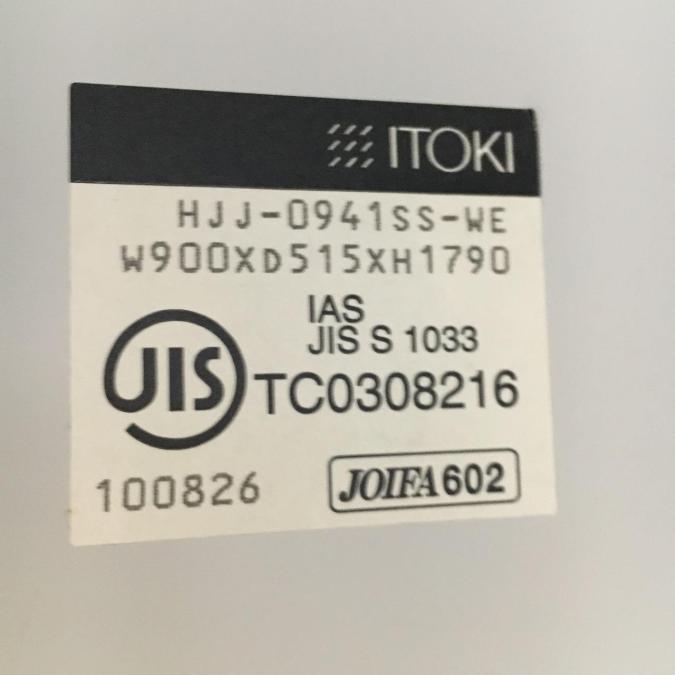 ITOKI
HJJ-0941SS-WE
W900XD515XH1790
IAS
JIS S 1033
JIS
TC0308216
100826
JOIFA602